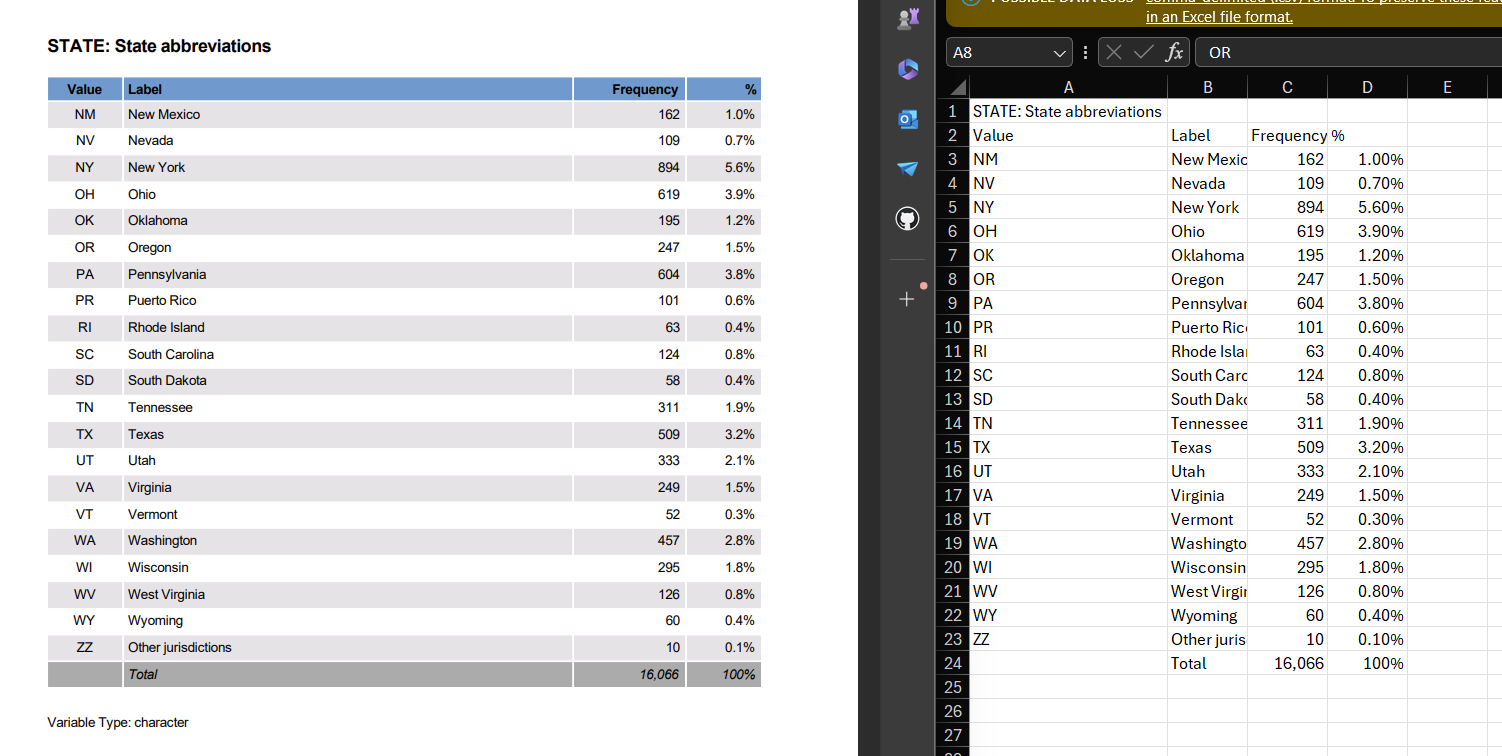 STATE: State abbreviations
Value Label Frequency %
NM New Mexico 162 1.0%
NV Nevada 109 0.7%
NY New York 894 5.6%
OH Ohio 619 3.9%
OK Oklahoma 195 1.2%
OR Oregon 247 1.5%
PA Pennsylvania 604 3.8%
PR Puerto Rico 101 0.6%
RI Rhode Island 63 0.4%
SC South Carolina 124 0.8%
SD South Dakota 58 0.4%
TN Tennessee 311 1.9%
TX Texas 509 3.2%
UT Utah 333 2.1%
VA Virginia 249 1.5%
VT Vermont 52 0.3%
WA Washington 457 2.8%
WI Wisconsin 295 1.8%
WV West Virginia 126 0.8%
WY Wyoming 60 0.4%
ZZ Other jurisdictions 10 0.1%
Total 16,066 100%
Variable Type: character
in an Excel file format.
A8 fx OR
A B C D E
1 STATE: State abbreviations
2 Value Label Frequency %
3 NM New Mexic 162 1.00%
4 NV Nevada 109 0.70%
5 NY New York 894 5.60%
6 OH Ohio 619 3.90%
7 OK Oklahoma 195 1.20%
8 OR Oregon 247 1.50%
9 PA Pennsylvan 604 3.80%
10 PR Puerto Ric 101 0.60%
11 RI Rhode Isla 63 0.40%
12 SC South Caro 124 0.80%
13 SD South Dako 58 0.40%
14 TN Tennessee 311 1.90%
15 TX Texas 509 3.20%
16 UT Utah 333 2.10%
17 VA Virginia 249 1.50%
18 VT Vermont 52 0.30%
19 WA Washingto 457 2.80%
20 WI Wisconsin 295 1.80%
21 WV West Virgin 126 0.80%
22 WY Wyoming 60 0.40%
23 ZZ Other juris 10 0.10%
24 Total 16,066 100%
25
26
27